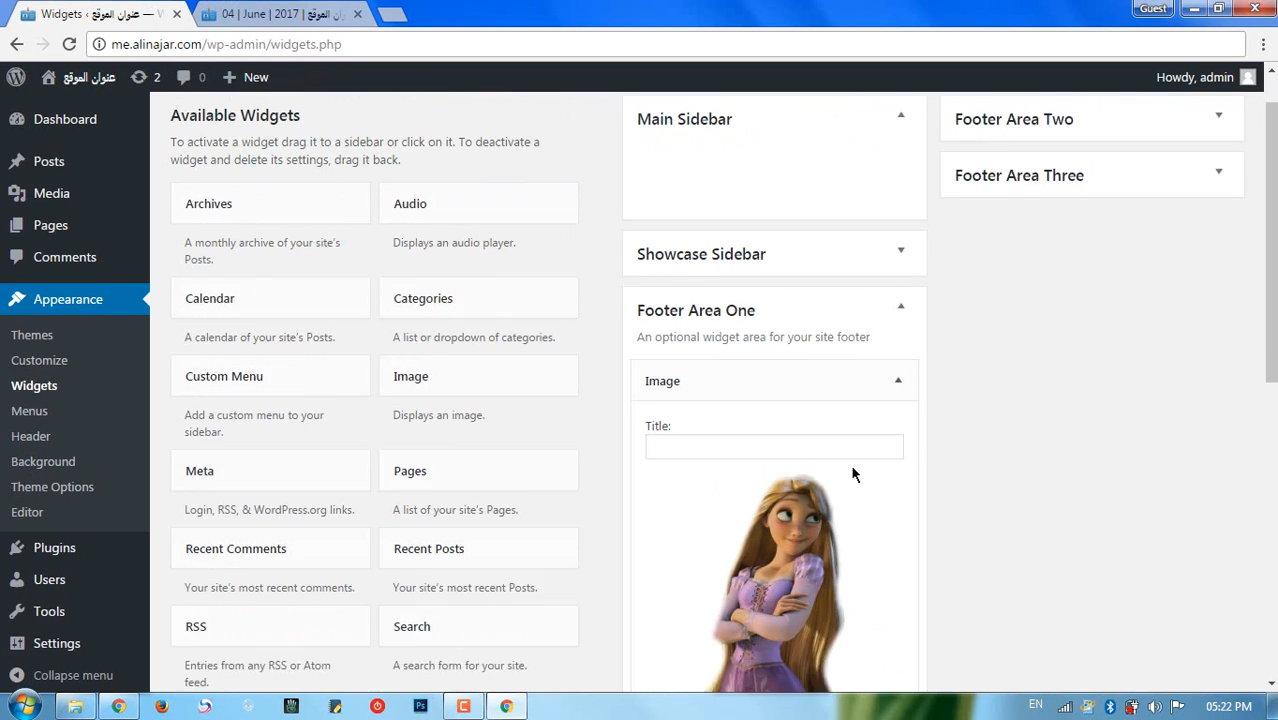 Widgets ‹ عنوان الموقع — W
04 | June | 2017 | ان الموقع
Guest
me.alinajar.com/wp-admin/widgets.php
عنوان الموقع
2
0
New
Howdy, admin
Dashboard
Posts
Media
Pages
Comments
Appearance
Themes
Customize
Widgets
Menus
Header
Background
Theme Options
Editor
Plugins
Users
Tools
Settings
Collapse menu
Available Widgets
To activate a widget drag it to a sidebar or click on it. To deactivate a
widget and delete its settings, drag it back.
Archives
Audio
A monthly archive of your site's
Posts.
Displays an audio player.
Calendar
Categories
A calendar of your site's Posts.
A list or dropdown of categories.
Custom Menu
Image
Add a custom menu to your
sidebar.
Displays an image.
Meta
Pages
Login, RSS, & WordPress.org links.
A list of your site's Pages.
Recent Comments
Recent Posts
Your site's most recent comments.
Your site's most recent Posts.
RSS
Search
Entries from any RSS or Atom
feed.
A search form for your site.
Main Sidebar
Showcase Sidebar
Footer Area One
An optional widget area for your site footer
Image
Title:
Footer Area Two
Footer Area Three
EN
05:22 PM